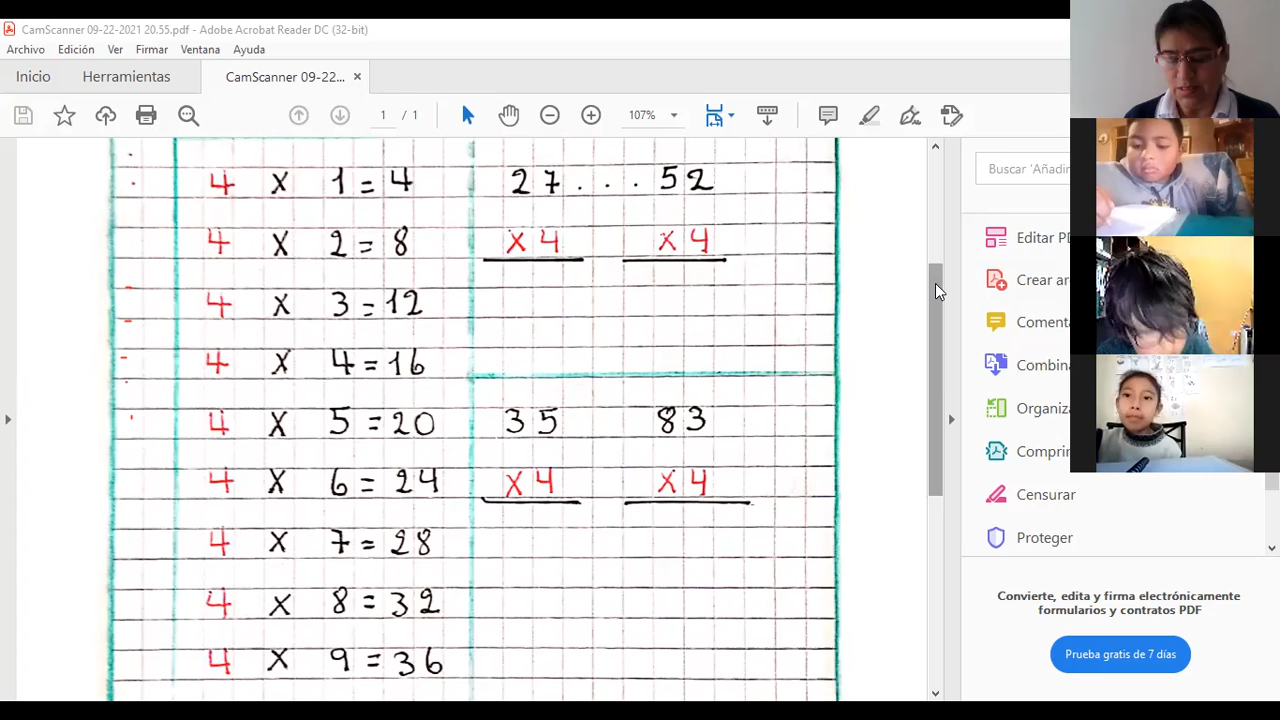 CamScanner 09-22-2021 20.55.pdf - Adobe Acrobat Reader DC (32-bit)
Archivo Edición Ver Firmar Ventana Ayuda
Inicio Herramientas CamScanner 09-22... ×
1 / 1 107%
Buscar 'Añadir
4 X 1 = 4
4 X 2 = 8
4 X 3 = 12
4 X 4 = 16
4 X 5 = 20
4 X 6 = 24
4 X 7 = 28
4 X 8 = 32
4 X 9 = 36
27 . . . 52
X 4 X 4
35 83
X 4 X 4
Editar PD
Crear ar
Comenta
Combina
Organiza
Comprim
Censurar
Proteger
Convierte, edita y firma electrónicamente
formularios y contratos PDF
Prueba gratis de 7 días